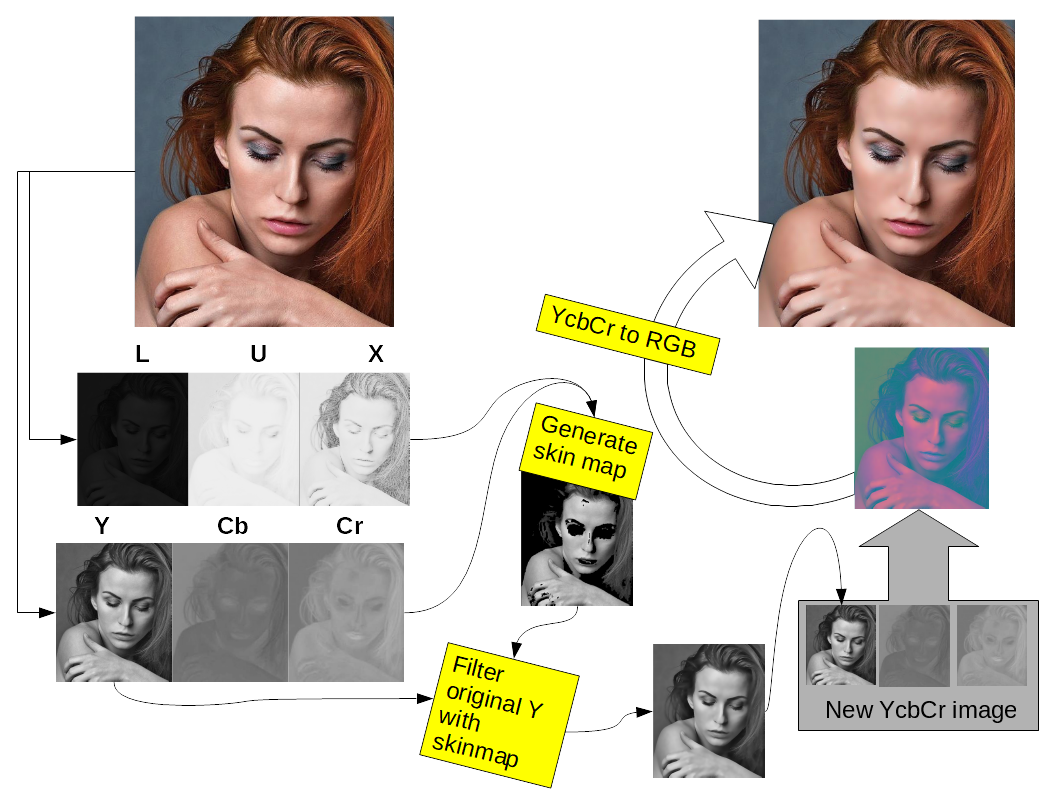 L U X
Y Cb Cr
YcbCr to RGB
Generate
skin map
Filter
original Y
with
skinmap
New YcbCr image